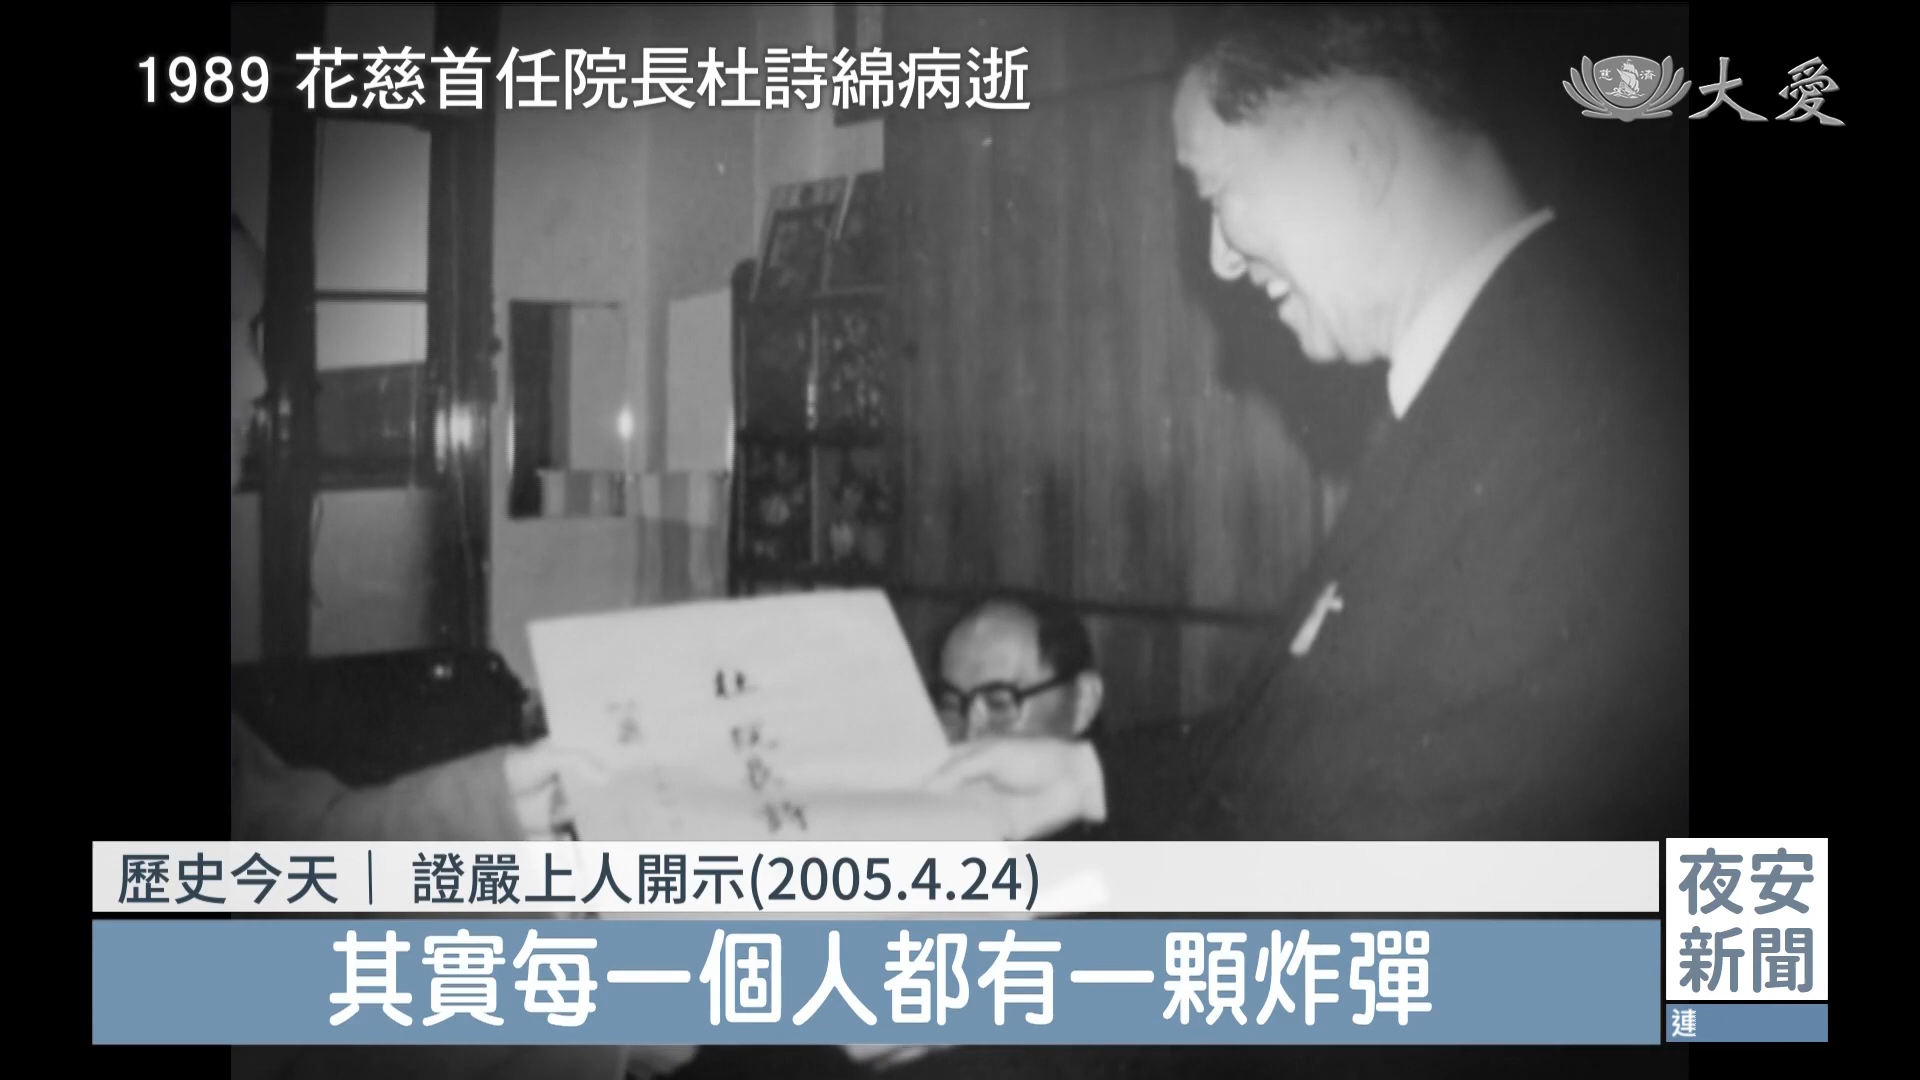 1989 花慈首任院長杜詩綿病逝
慈 濟
大愛
歷史今天｜ 證嚴上人開示(2005.4.24)
其實每一個人都有一顆炸彈
夜安
新聞